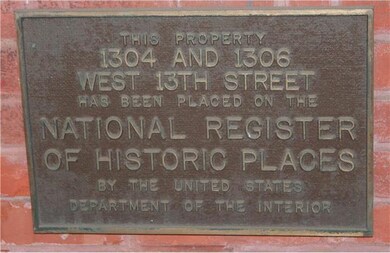 THIS PROPERTY
1304 AND 1306
WEST 13TH STREET
HAS BEEN PLACED ON THE
NATIONAL REGISTER
OF HISTORIC PLACES
BY THE UNITED STATES
DEPARTMENT OF THE INTERIOR